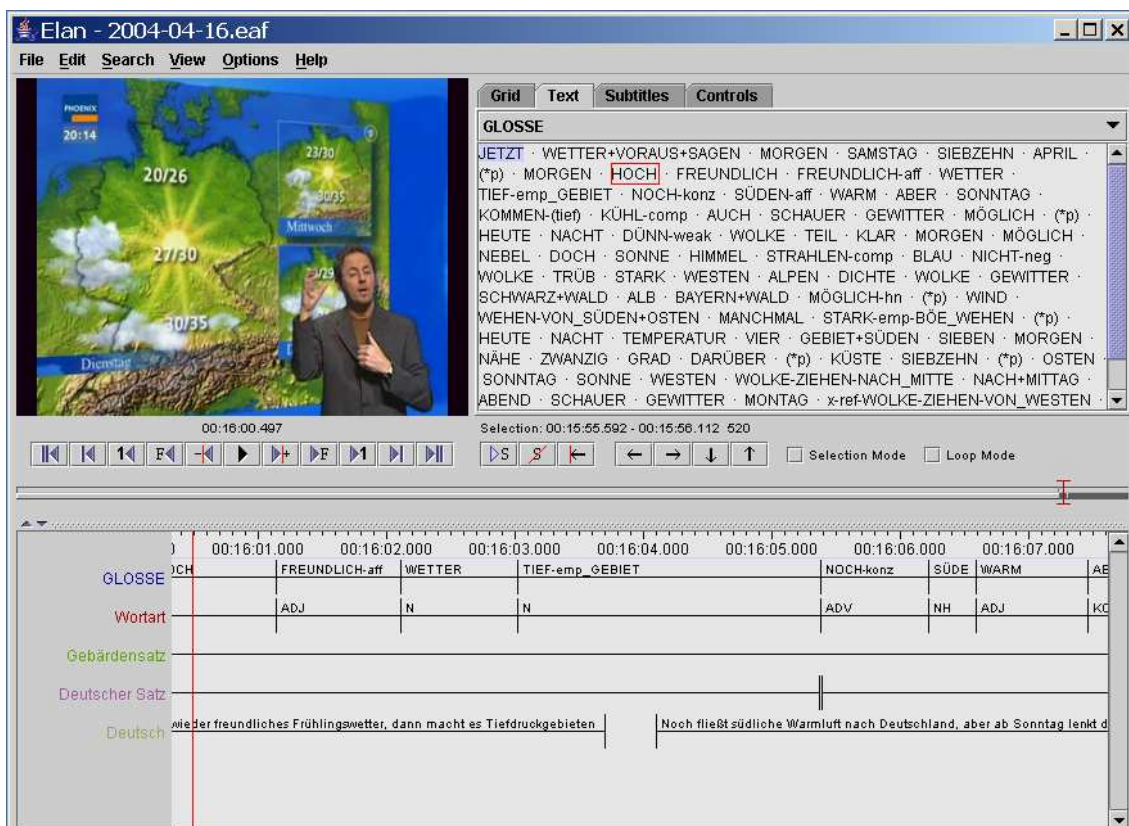 Elan - 2004-04-16.eaf
File Edit Search View Options Help
PHOENIX
20:14
20/26
23/30
30/35
Mittwoch
27/30
30/35
Dienstag
Grid Text Subtitles Controls
GLOSSE
JETZT · WETTER+VORAUS+SAGEN · MORGEN · SAMSTAG · SIEBZEHN · APRIL ·
(*p) · MORGEN · HOCH · FREUNDLICH · FREUNDLICH-aff · WETTER ·
TIEF-emp_GEBIET · NOCH-konz · SÜDEN-aff · WARM · ABER · SONNTAG ·
KOMMEN-(tief) · KÜHL-comp · AUCH · SCHAUER · GEWITTER · MÖGLICH · (*p) ·
HEUTE · NACHT · DÜNN-weak · WOLKE · TEIL · KLAR · MORGEN · MÖGLICH ·
NEBEL · DOCH · SONNE · HIMMEL · STRAHLEN-comp · BLAU · NICHT-neg ·
WOLKE · TRÜB · STARK · WESTEN · ALPEN · DICHTE · WOLKE · GEWITTER ·
SCHWARZ+WALD · ALB · BAYERN+WALD · MÖGLICH-hn · (*p) · WIND ·
WEHEN-VON_SÜDEN+OSTEN · MANCHMAL · STARK-emp-BÖE_WEHEN · (*p) ·
HEUTE · NACHT · TEMPERATUR · VIER · GEBIET+SÜDEN · SIEBEN · MORGEN ·
NÄHE · ZWANZIG · GRAD · DARÜBER · (*p) · KÜSTE · SIEBZEHN · (*p) · OSTEN ·
SONNTAG · SONNE · WESTEN · WOLKE-ZIEHEN-NACH_MITTE · NACH+MITTAG ·
ABEND · SCHAUER · GEWITTER · MONTAG · x-ref-WOLKE-ZIEHEN-VON_WESTEN ·
00:16:00.497
Selection: 00:15:55.592 - 00:15:56.112 520
1 F + F 1 S S Selection Mode Loop Mode
00:16:01.000 00:16:02.000 00:16:03.000 00:16:04.000 00:16:05.000 00:16:06.000 00:16:07.000
GLOSSE OCH FREUNDLICH-aff WETTER TIEF-emp_GEBIET NOCH-konz SÜDE WARM AB
Wortart ADJ N N ADV NH ADJ KO
Gebärdensatz
Deutscher Satz
Deutsch wieder freundliches Frühlingswetter, dann macht es Tiefdruckgebieten Noch fließt südliche Warmluft nach Deutschland, aber ab Sonntag lenkt d